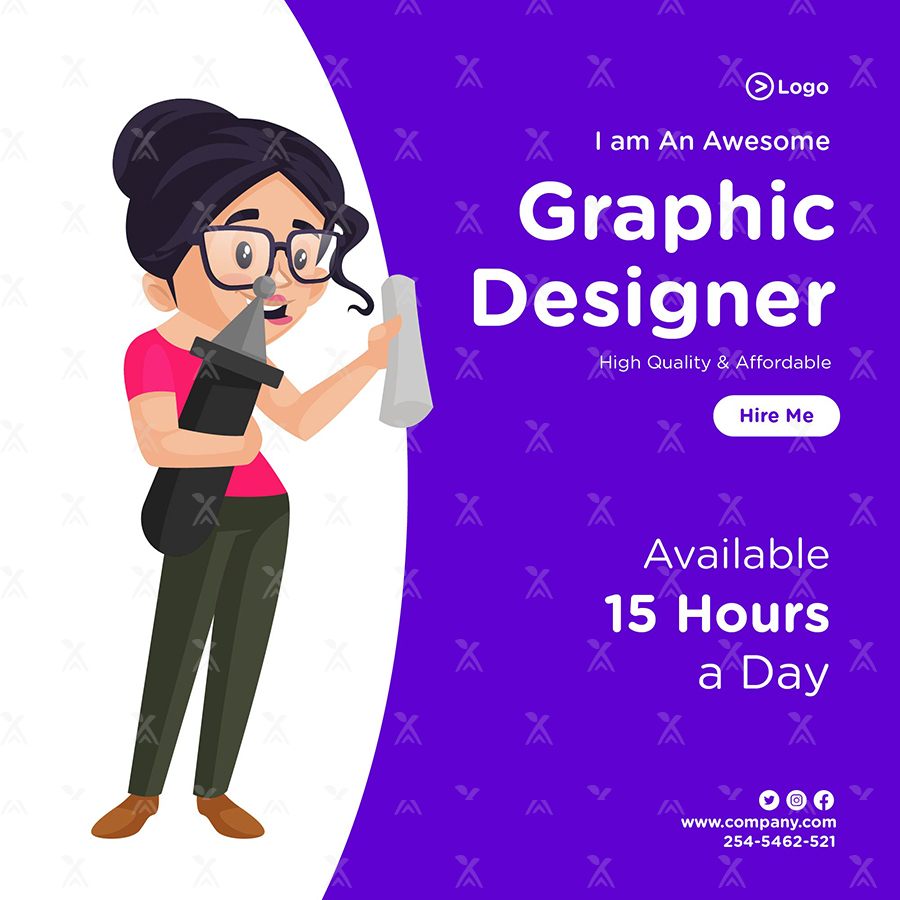 Logo
I am An Awesome
Graphic
Designer
High Quality & Affordable
Hire Me
Available
15 Hours
a Day
www.company.com
254-5462-521